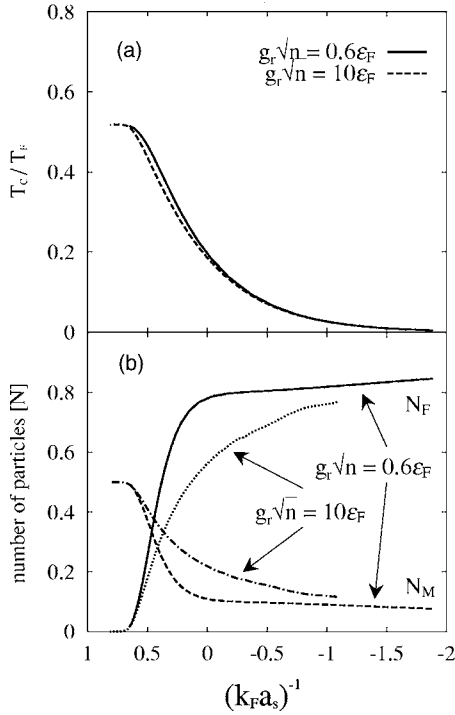 (a)
g_r√n = 0.6ε_F
g_r√n = 10ε_F
0.8
0.6
0.4
0.2
0
T_C / T_F
(b)
0.8
0.6
0.4
0.2
0
number of particles [N]
N_F
g_r√n = 0.6ε_F
g_r√n = 10ε_F
N_M
1 0.5 0 -0.5 -1 -1.5 -2
(k_F a_s)^-1